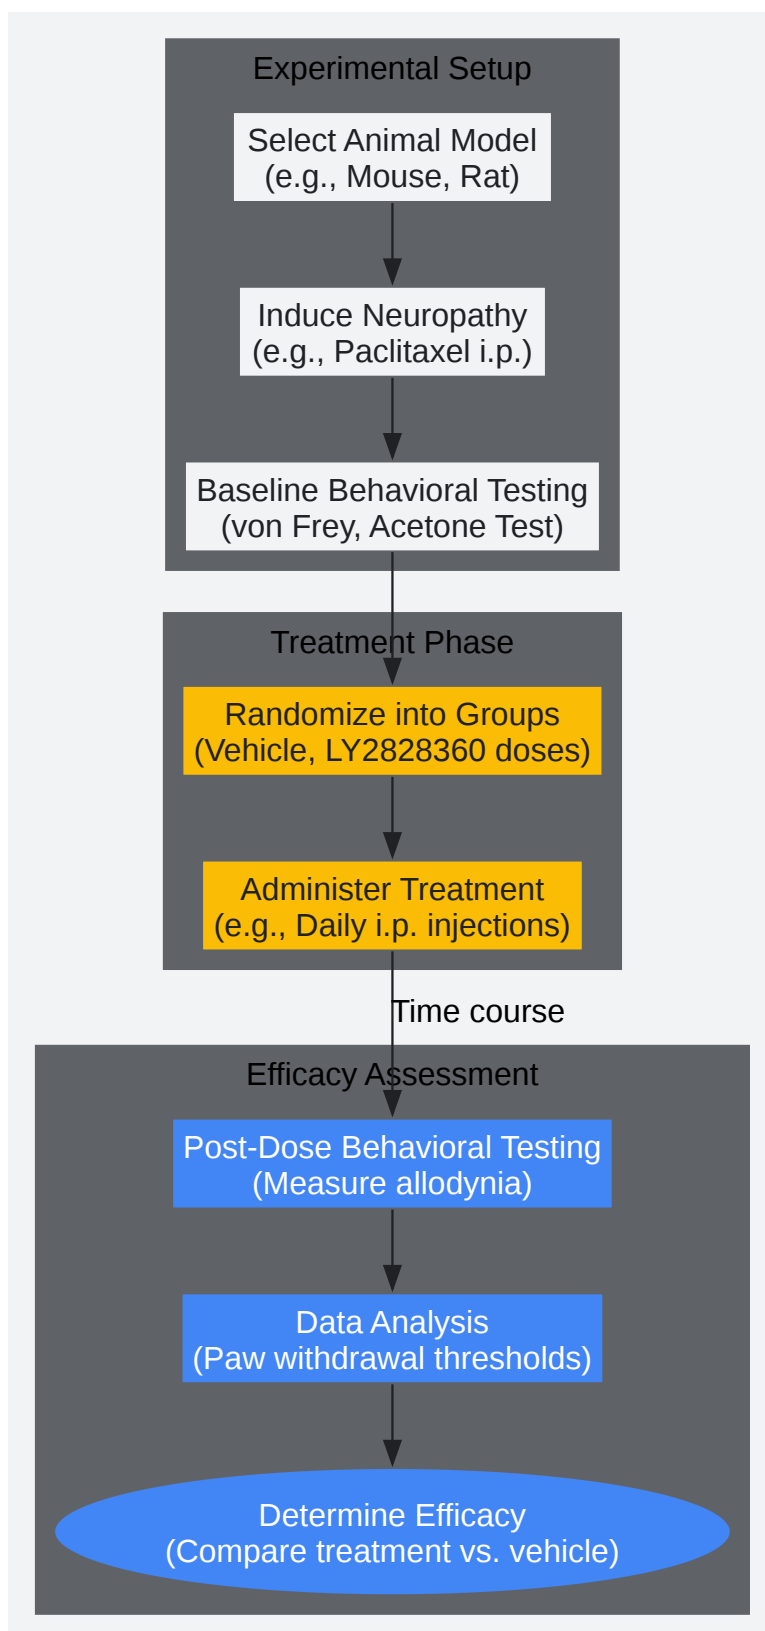 Experimental Setup
Select Animal Model
(e.g., Mouse, Rat)
Induce Neuropathy
(e.g., Paclitaxel i.p.)
Baseline Behavioral Testing
(von Frey, Acetone Test)
Treatment Phase
Randomize into Groups
(Vehicle, LY2828360 doses)
Administer Treatment
(e.g., Daily i.p. injections)
Time course
Efficacy Assessment
Post-Dose Behavioral Testing
(Measure allodynia)
Data Analysis
(Paw withdrawal thresholds)
Determine Efficacy
(Compare treatment vs. vehicle)